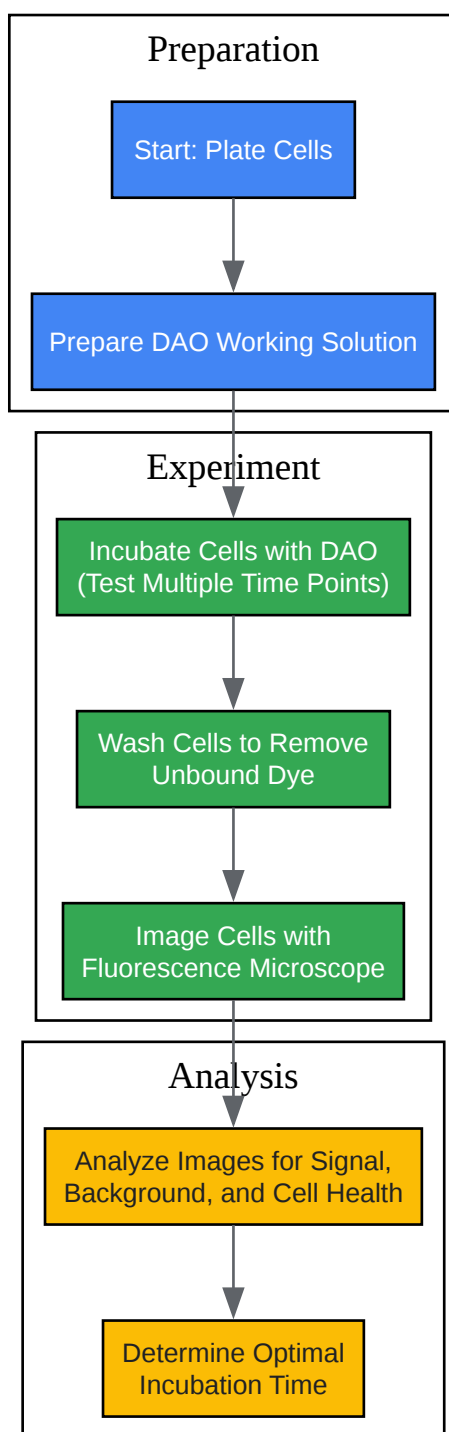 Preparation
Start: Plate Cells
Prepare DAO Working Solution
Experiment
Incubate Cells with DAO
(Test Multiple Time Points)
Wash Cells to Remove
Unbound Dye
Image Cells with
Fluorescence Microscope
Analysis
Analyze Images for Signal,
Background, and Cell Health
Determine Optimal
Incubation Time